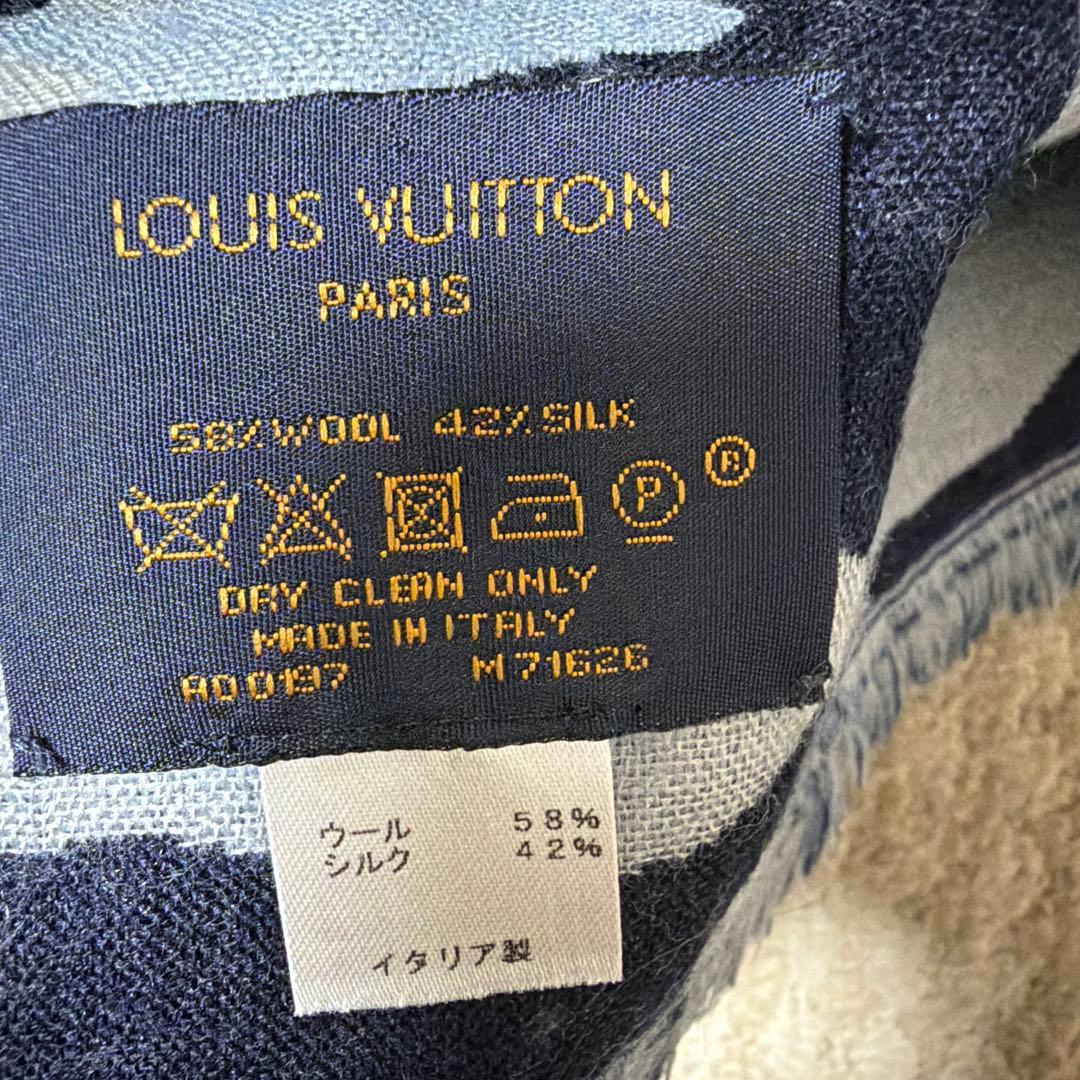 LOUIS VUITTON
PARIS
58% WOOL 42% SILK
P
®
DRY CLEAN ONLY
MADE IN ITALY
AO0197 M71626
ウール 58%
シルク 42%
イタリア製